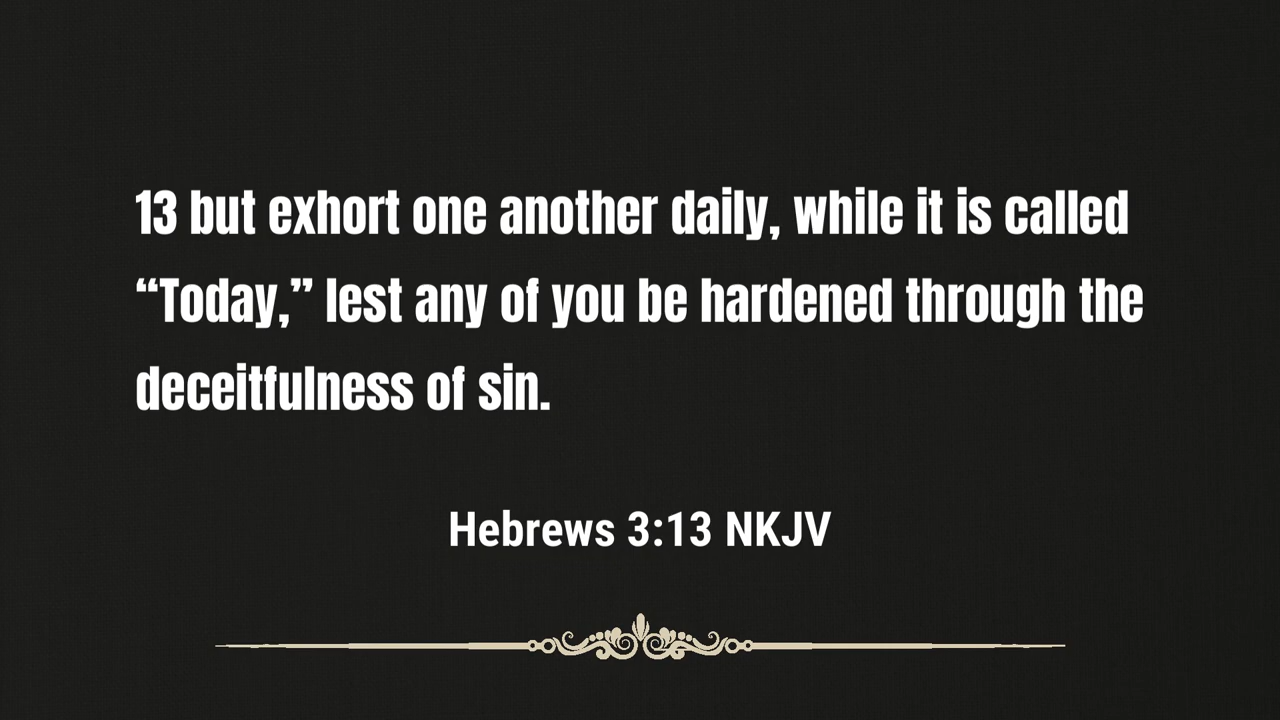 13 but exhort one another daily, while it is called
“Today,” lest any of you be hardened through the
deceitfulness of sin.
Hebrews 3:13 NKJV